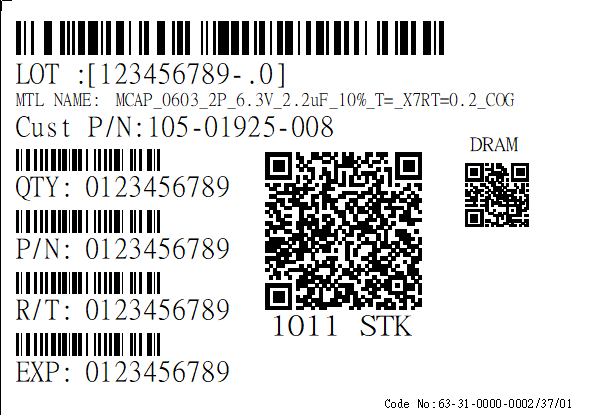 LOT :[123456789-.0]
MTL NAME: MCAP_0603_2P_6.3V_2.2uF_10%_T=_X7RT=0.2_COG
Cust P/N:105-01925-008
DRAM
QTY: 0123456789
P/N: 0123456789
R/T: 0123456789
1011 STK
EXP: 0123456789
Code No:63-31-0000-0002/37/01